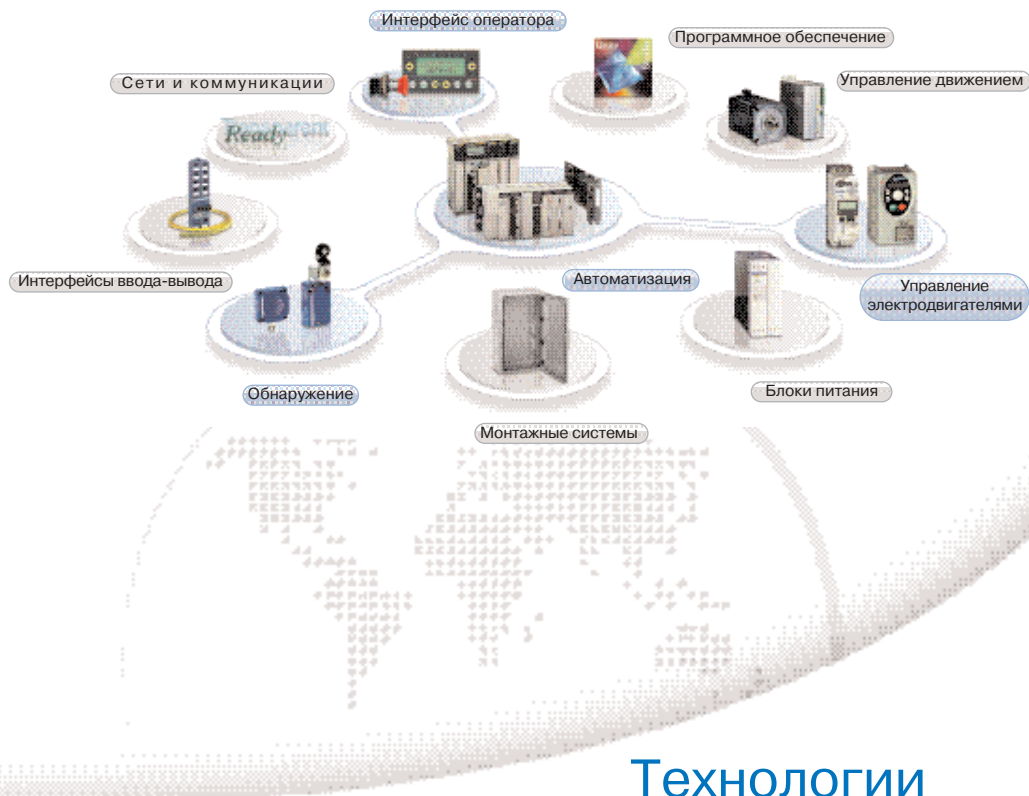 Интерфейс оператора
Программное обеспечение
Сети и коммуникации
Управление движением
Ready
Интерфейсы ввода-вывода
Автоматизация
Управление
электродвигателями
Обнаружение
Блоки питания
Монтажные системы
Технологии